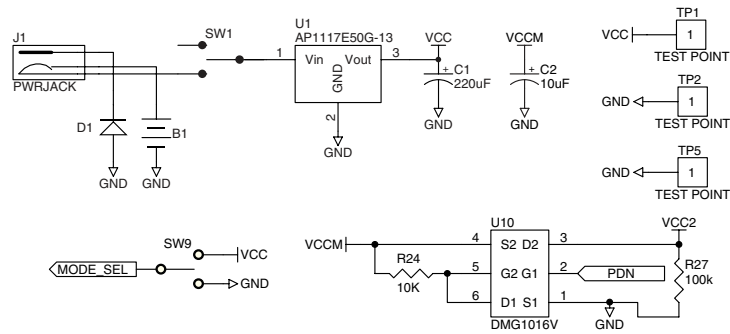 J1
PWRJACK
D1
GND
B1
GND
SW1
U1
AP1117E50G-13
1
Vin
Vout
3
GND
2
GND
VCC
+
C1
220uF
GND
VCCM
+
C2
10uF
GND
TP1
VCC
1
TEST POINT
TP2
GND
1
TEST POINT
TP5
GND
1
TEST POINT
SW9
VCC
MODE_SEL
GND
U10
VCCM
4
S2 D2
3
VCC2
R24
10K
5
G2 G1
2
PDN
R27
100k
6
D1 S1
1
DMG1016V
GND